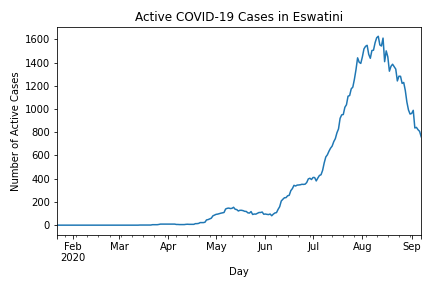 Active COVID-19 Cases in Eswatini
Number of Active Cases
1600
1400
1200
1000
800
600
400
200
0
Feb Mar Apr May Jun Jul Aug Sep
2020
Day